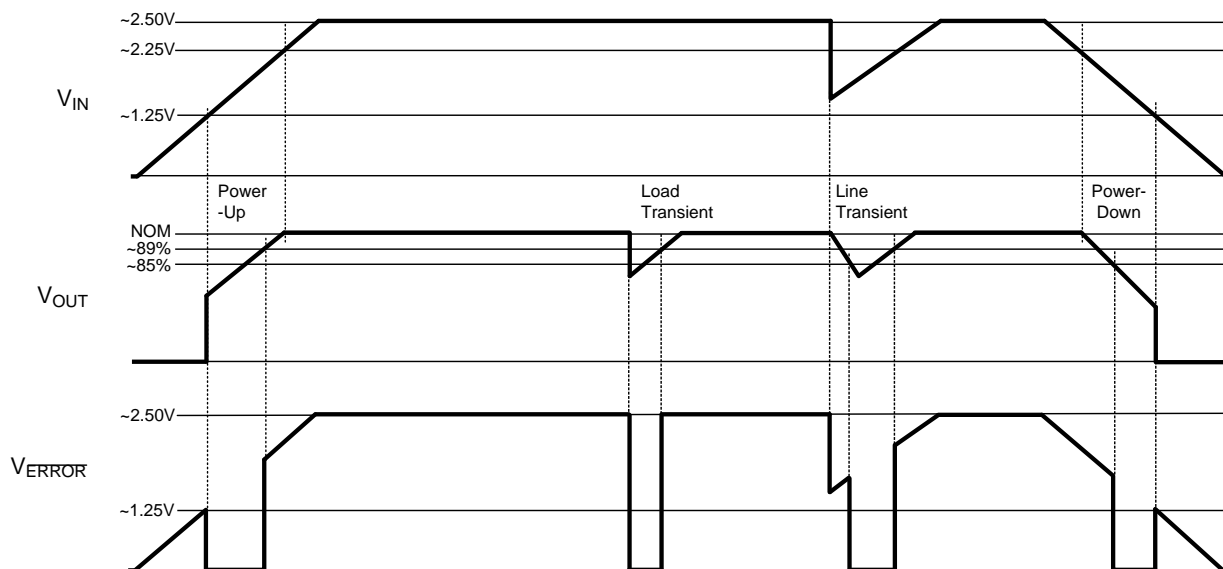 ~2.50V
~2.25V
VIN
~1.25V
Power
-Up
Load
Transient
Line
Transient
Power-
Down
NOM
~89%
~85%
VOUT
~2.50V
VERROR
~1.25V